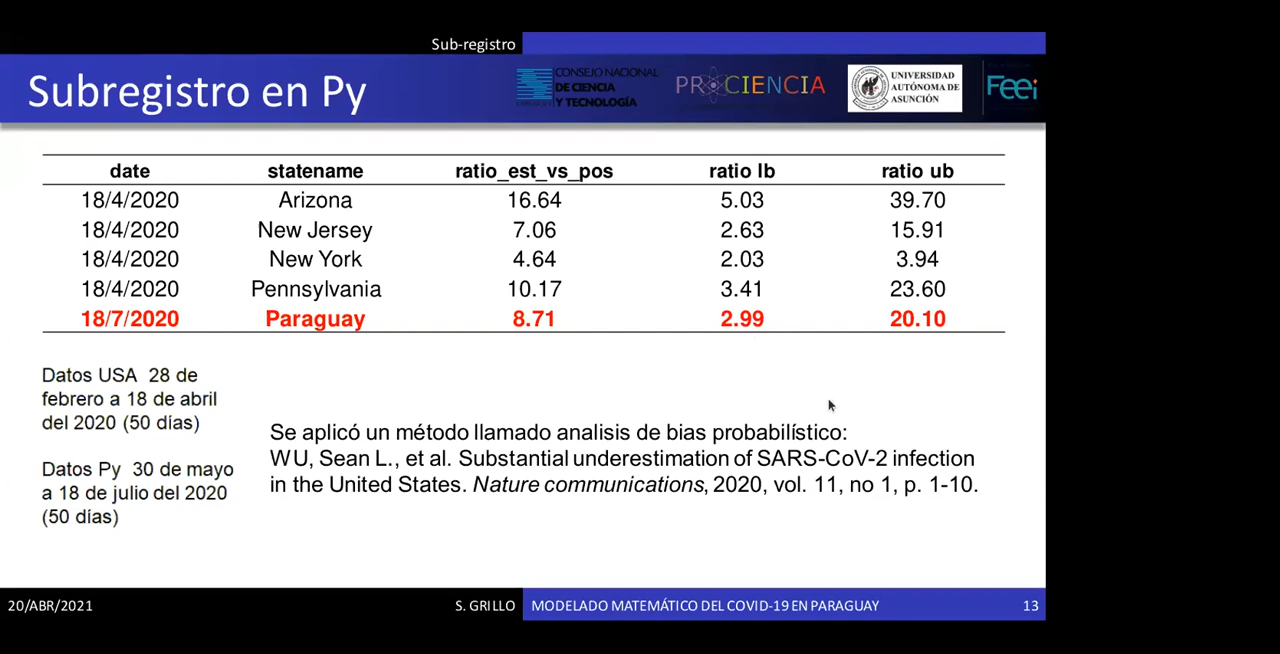 Sub-registro
Subregistro en Py
CONSEJO NACIONAL
DE CIENCIA
Y TECNOLOGÍA
PROCIENCIA
UNIVERSIDAD
AUTÓNOMA DE
ASUNCIÓN
Feei
date statename ratio_est_vs_pos ratio lb ratio ub
18/4/2020 Arizona 16.64 5.03 39.70
18/4/2020 New Jersey 7.06 2.63 15.91
18/4/2020 New York 4.64 2.03 3.94
18/4/2020 Pennsylvania 10.17 3.41 23.60
18/7/2020 Paraguay 8.71 2.99 20.10
Datos USA 28 de
febrero a 18 de abril
del 2020 (50 días)
Datos Py 30 de mayo
a 18 de julio del 2020
(50 días)
Se aplicó un método llamado analisis de bias probabilístico:
WU, Sean L., et al. Substantial underestimation of SARS-CoV-2 infection
in the United States. Nature communications, 2020, vol. 11, no 1, p. 1-10.
20/ABR/2021
S. GRILLO
MODELADO MATEMÁTICO DEL COVID-19 EN PARAGUAY
13